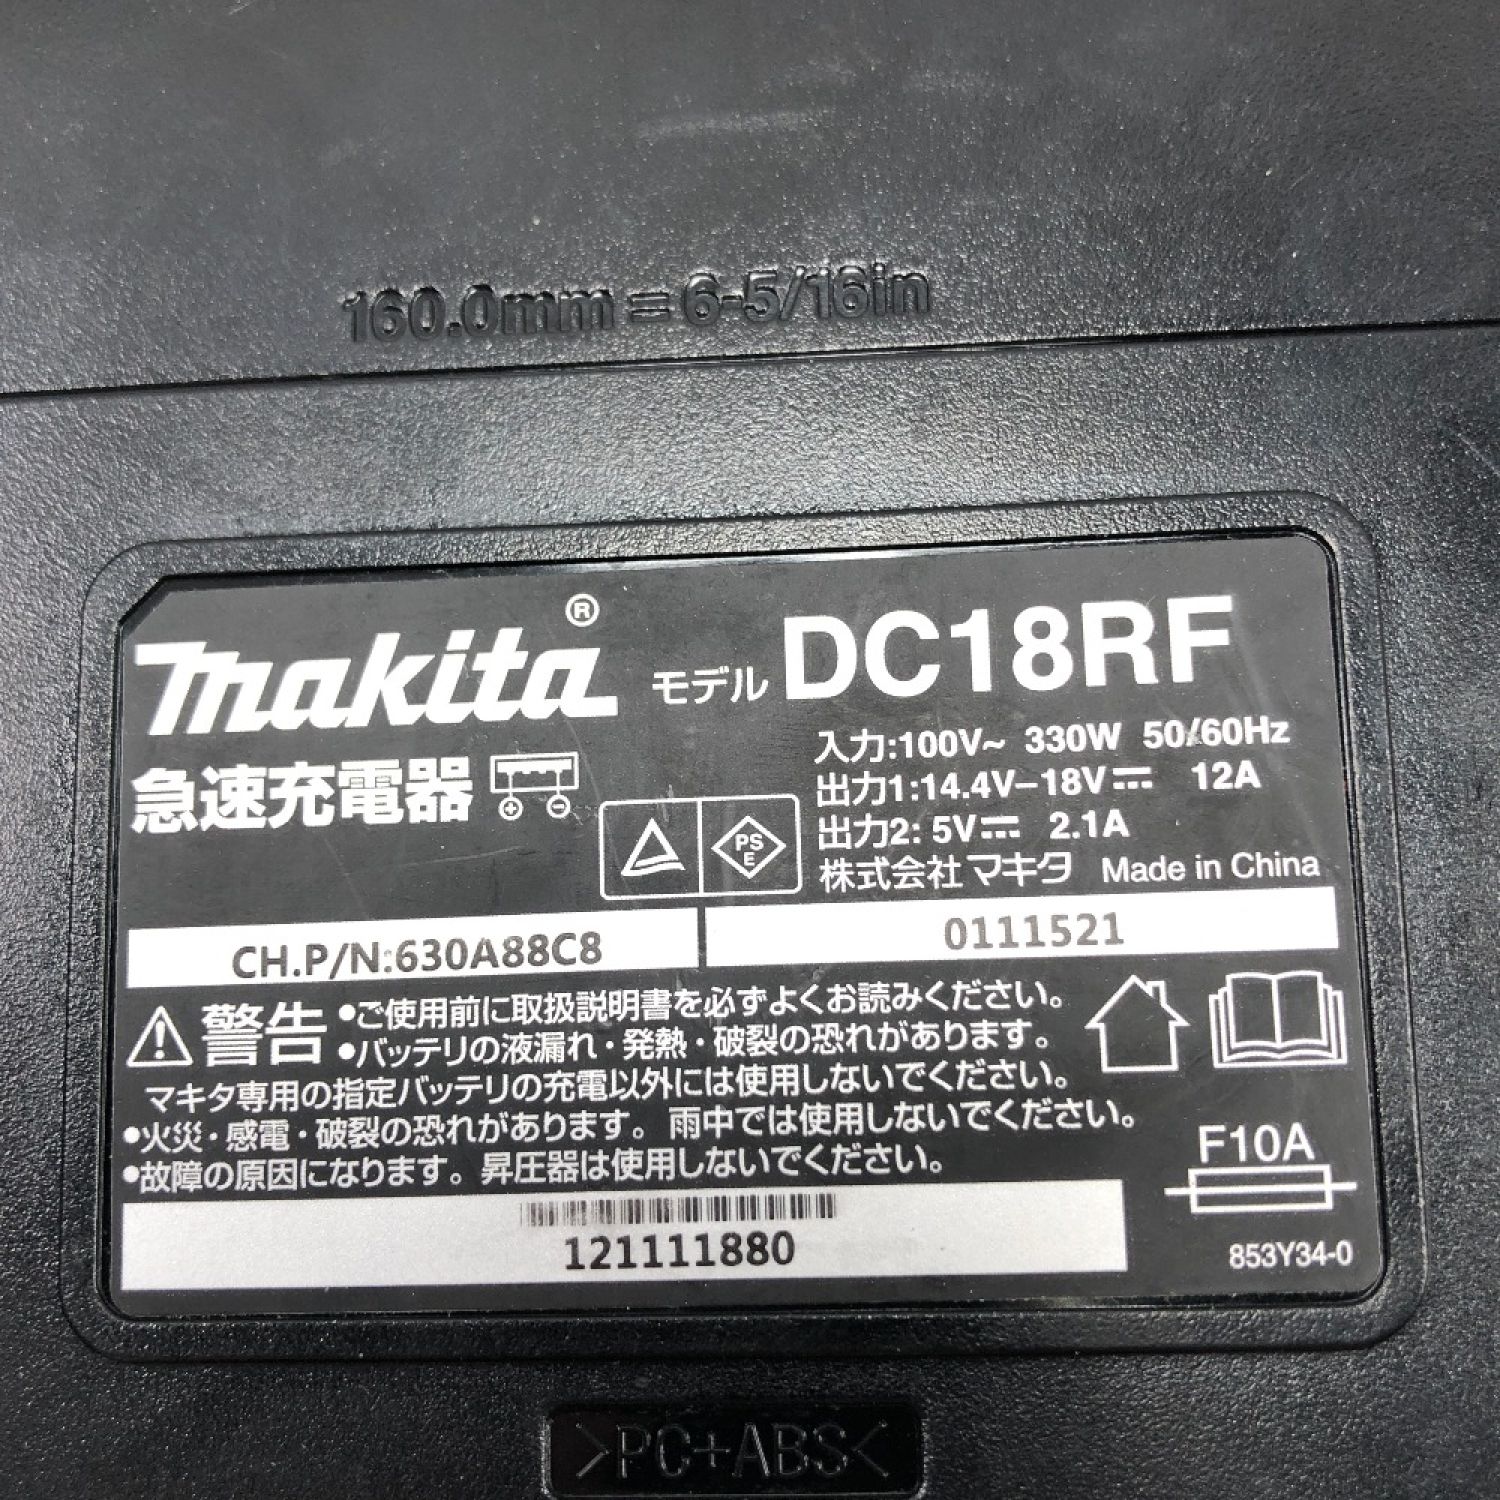 160.0mm = 6-5/16in
makita® モデル DC18RF
急速充電器
入力:100V~ 330W 50/60Hz
出力1:14.4V–18V⎓ 12A
出力2: 5V⎓ 2.1A
株式会社マキタ Made in China
PS
E
CH.P/N:630A88C8
0111521
警告
●ご使用前に取扱説明書を必ずよくお読みください。
●バッテリの液漏れ・発熱・破裂の恐れがあります。
マキタ専用の指定バッテリの充電以外には使用しないでください。
●火災・感電・破裂の恐れがあります。雨中では使用しないでください。
●故障の原因になります。昇圧器は使用しないでください。
F10A
121111880
853Y34-0
>PC+ABS<